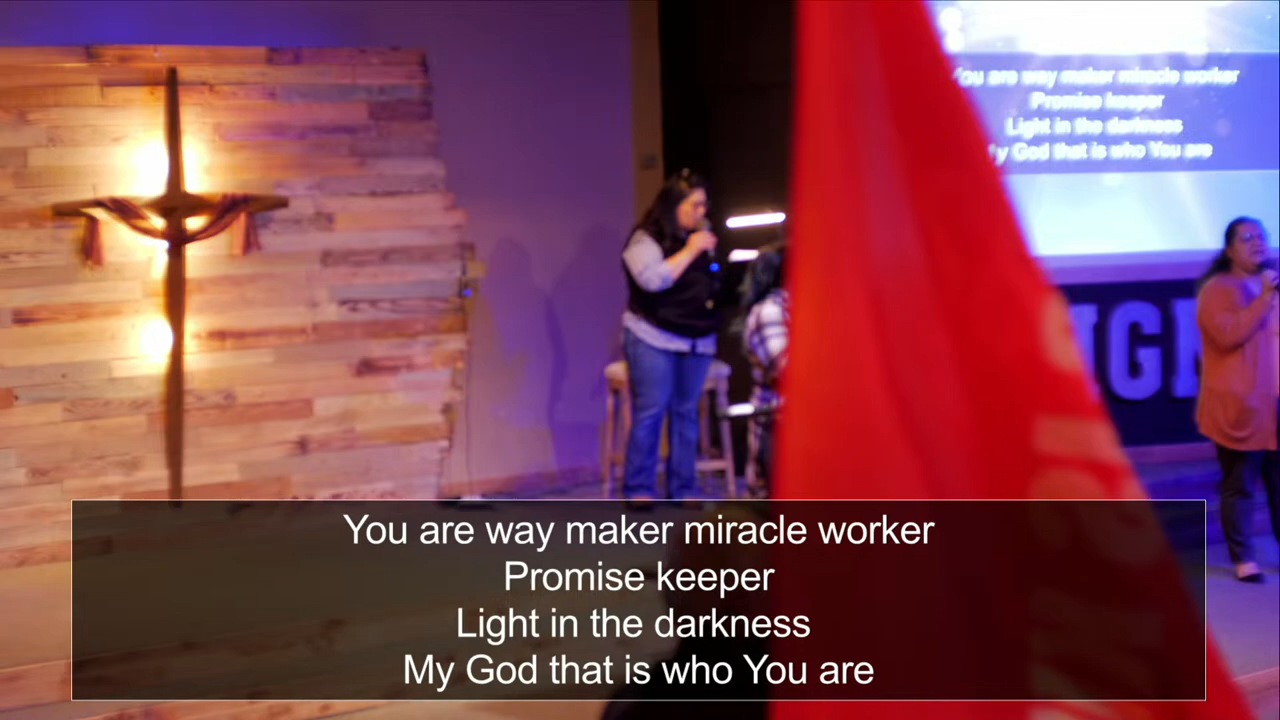 You are way maker miracle worker
Promise keeper
Light in the darkness
My God that is who You are
You are way maker miracle worker
Promise keeper
Light in the darkness
My God that is who You are